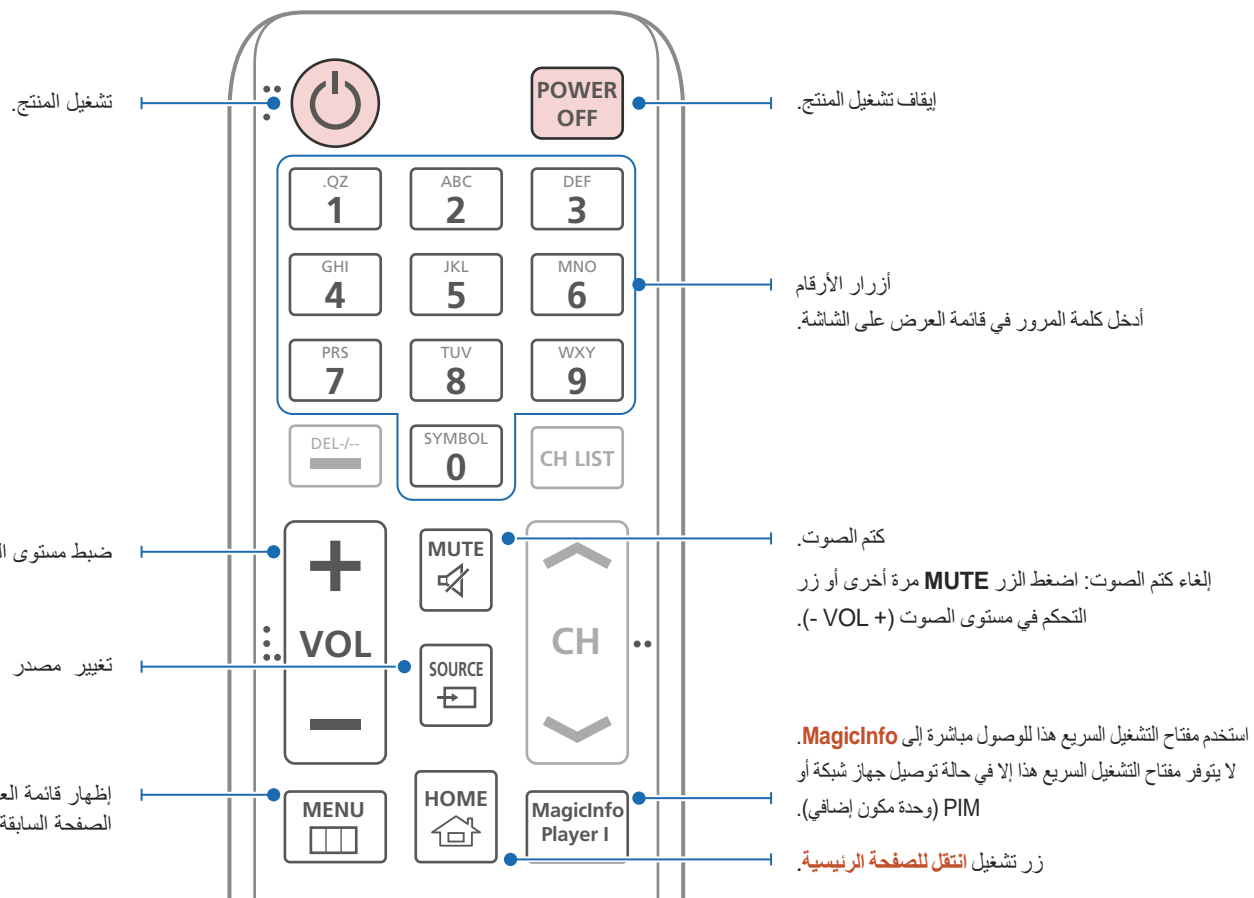 تشغيل المنتج.
POWER
OFF
إيقاف تشغيل المنتج.
.QZ
1
ABC
2
DEF
3
GHI
4
JKL
5
MNO
6
أزرار الأرقام
أدخل كلمة المرور في قائمة العرض على الشاشة.
PRS
7
TUV
8
WXY
9
DEL-/--
SYMBOL
0
CH LIST
ضبط مستوى
VOL
MUTE
CH
كتم الصوت.
إلغاء كتم الصوت: اضغط الزر MUTE مرة أخرى أو زر
التحكم في مستوى الصوت (+ VOL -).
تغيير مصدر
SOURCE
إظهار قائمة
الصفحة السابقة
MENU
HOME
MagicInfo
Player I
استخدم مفتاح التشغيل السريع هذا للوصول مباشرة إلى MagicInfo.
لا يتوفر مفتاح التشغيل السريع هذا إلا في حالة توصيل جهاز شبكة أو
PIM (وحدة مكون إضافي).
زر تشغيل انتقل للصفحة الرئيسية.